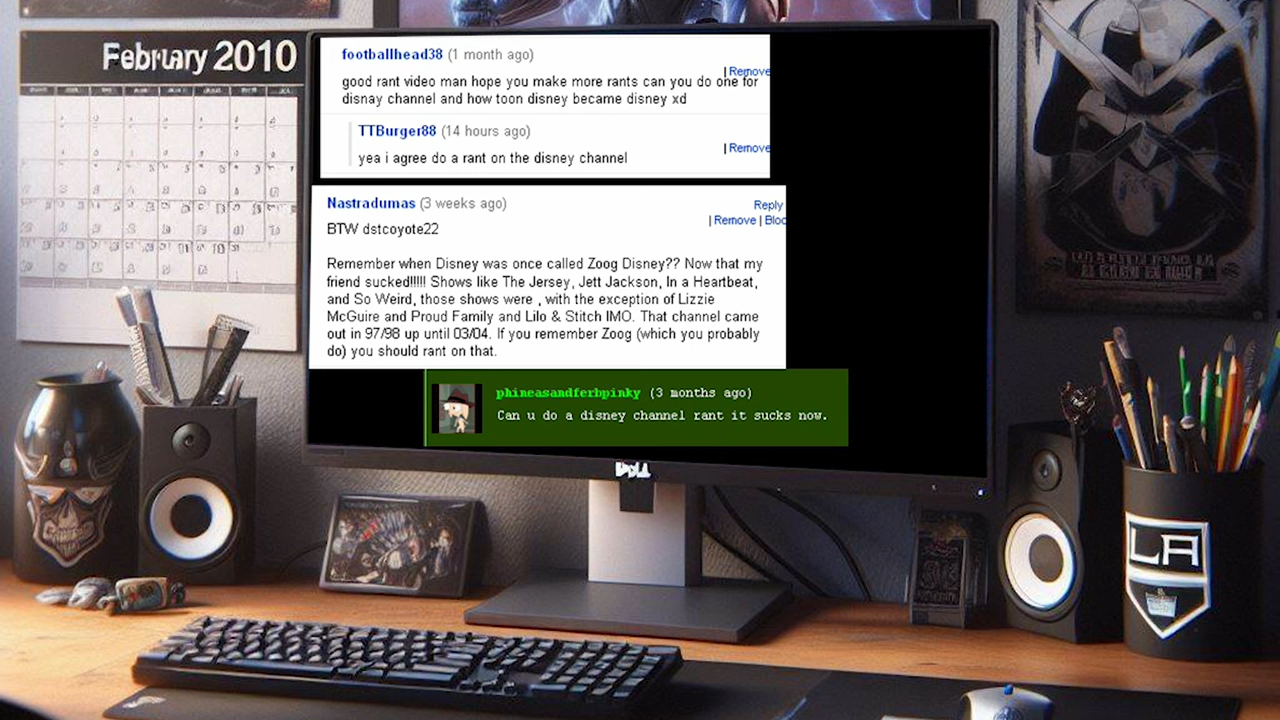 February 2010
footballhead38 (1 month ago)
| Remove
good rant video man hope you make more rants can you do one for
disnay channel and how toon disney became disney xd
TTBurger88 (14 hours ago)
| Remove
yea i agree do a rant on the disney channel
Nastradumas (3 weeks ago)
Reply
| Remove | Bloc
BTW dstcoyote22
Remember when Disney was once called Zoog Disney?? Now that my
friend sucked!!!!! Shows like The Jersey, Jett Jackson, In a Heartbeat,
and So Weird, those shows were , with the exception of Lizzie
McGuire and Proud Family and Lilo & Stitch IMO. That channel came
out in 97/98 up until 03/04. If you remember Zoog (which you probably
do) you should rant on that.
phineasandferbpinky (3 months ago)
Can u do a disney channel rant it sucks now.
DELL
LA